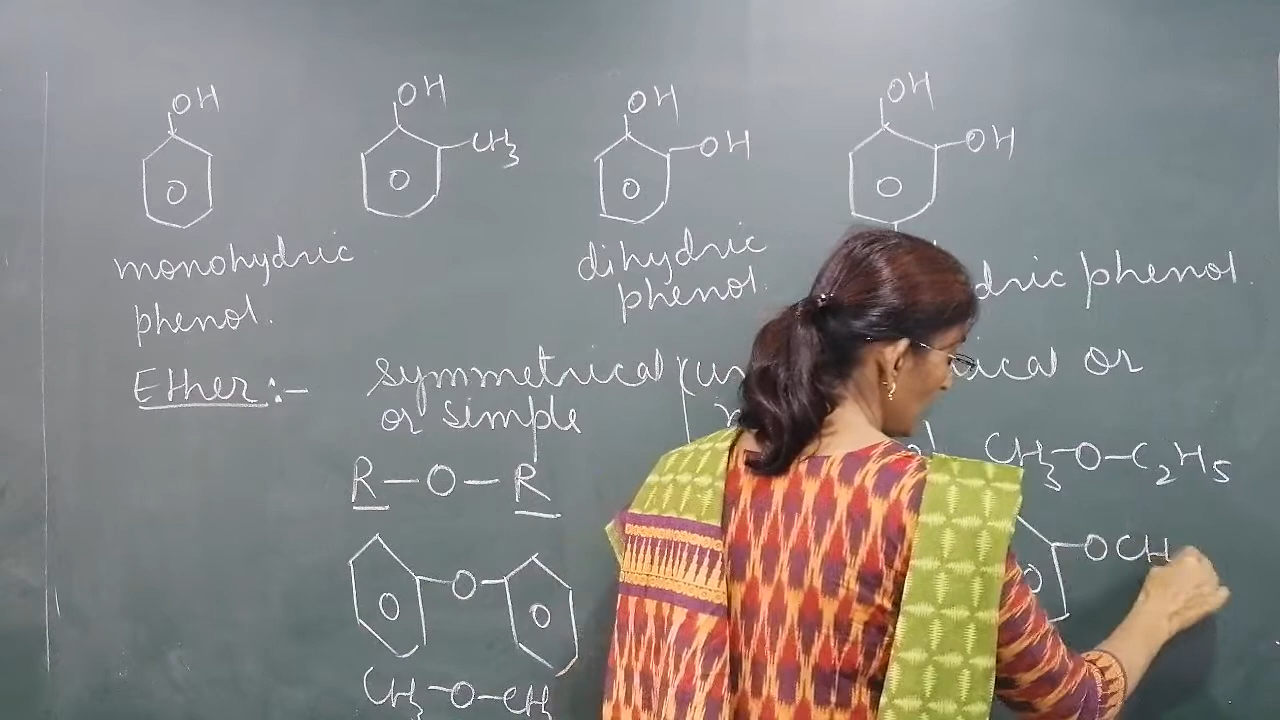 OH
OH
CH3
OH
OH
OH
OH
monohydric
phenol.
dihydric
phenol.
dric phenol.
Ether:-
symmetrical
or simple
ical or
R-O-R
CH3-O-C2H5
O
OCH
CH3-O-CH